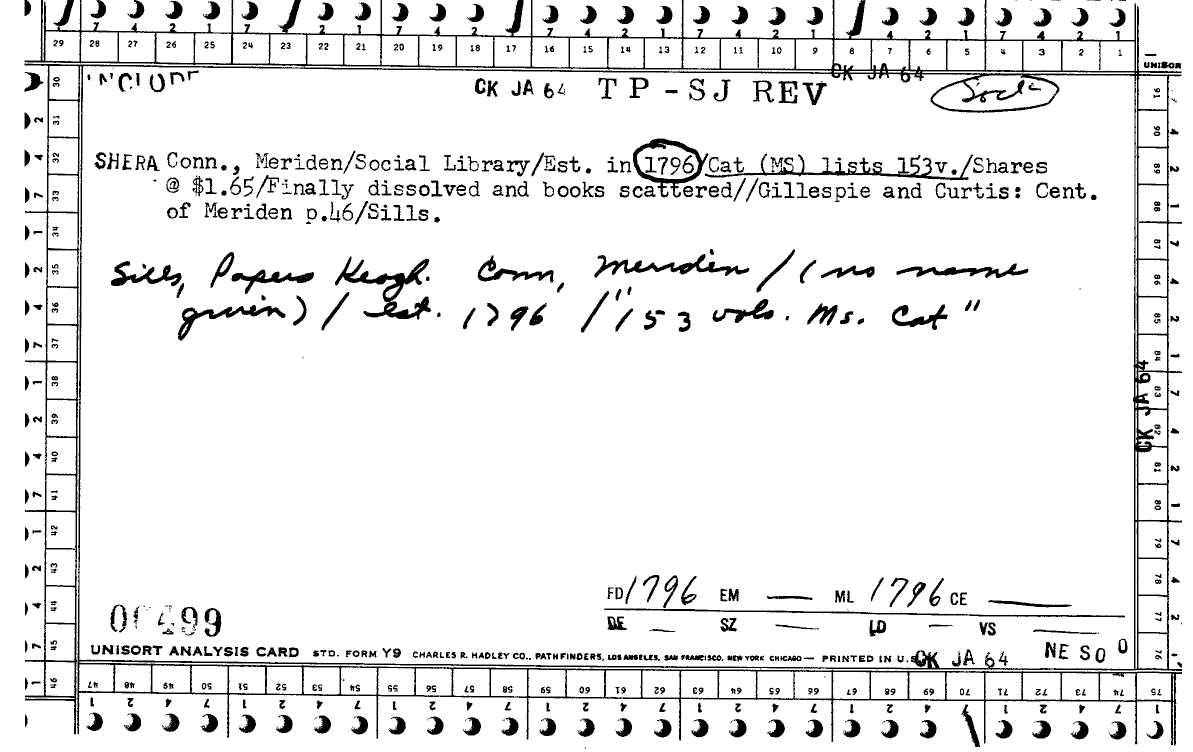 7 4 2 1 7 4 2 1 7 4 2 1 7 4 2 1 7 4 2 1 7 4 2 1 7 4 2 1
29 28 27 26 25 24 23 22 21 20 19 18 17 16 15 14 13 12 11 10 9 8 7 6 5 4 3 2 1
UNISOR
INCLUDE
CK JA 64 TP-SJ REV CK JA 64
SocL
SHERA Conn., Meriden/Social Library/Est. in 1796/Cat (MS) lists 153v./Shares
@ $1.65/Finally dissolved and books scattered//Gillespie and Curtis: Cent.
of Meriden p.46/Sills.
Sills, Papers Keogh. Conn, Meriden / (no name
given) / est. 1796 / "153 vols. Ms. Cat"
30 31 32 33 34 35 36 37 38 39 40 41 42 43 44 45 46
91 90 89 88 87 86 85 84 83 82 81 80 79 78 77 76
CK JA 64
FD 1796 EM — ML 1796 CE —
DE — SZ LD — VS —
499
UNISORT ANALYSIS CARD STD. FORM Y9 CHARLES R. HADLEY CO., PATHFINDERS, LOS ANGELES, SAN FRANCISCO, NEW YORK CHICAGO — PRINTED IN U.S. CK JA 64 NE SO 0
47 48 49 50 51 52 53 54 55 56 57 58 59 60 61 62 63 64 65 66 67 68 69 70 71 72 73 74 75
1 2 4 7 1 2 4 7 1 2 4 7 1 2 4 7 1 2 4 7 1 2 4 7 1 2 4 7 1